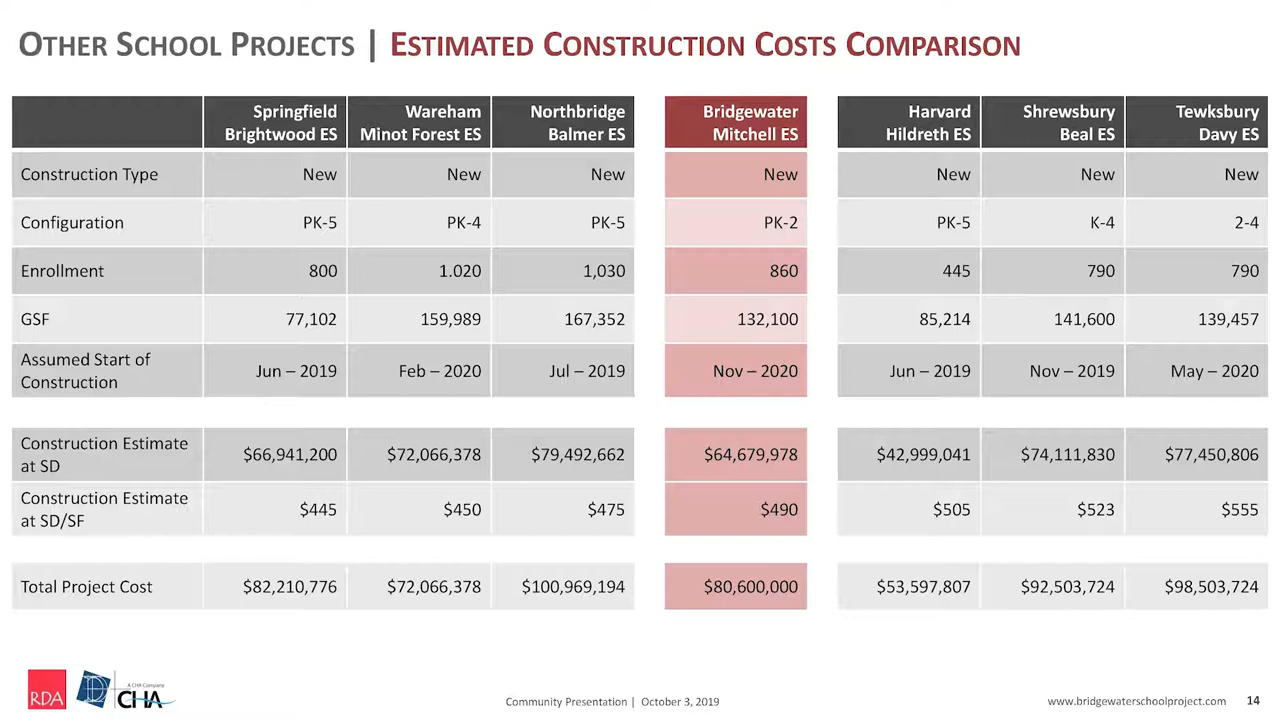 OTHER SCHOOL PROJECTS | ESTIMATED CONSTRUCTION COSTS COMPARISON
Springfield Brightwood ES Wareham Minot Forest ES Northbridge Balmer ES Bridgewater Mitchell ES Harvard Hildreth ES Shrewsbury Beal ES Tewksbury Davy ES
Construction Type New New New New New New New
Configuration PK-5 PK-4 PK-5 PK-2 PK-5 K-4 2-4
Enrollment 800 1.020 1,030 860 445 790 790
GSF 77,102 159,989 167,352 132,100 85,214 141,600 139,457
Assumed Start of Construction Jun – 2019 Feb – 2020 Jul – 2019 Nov – 2020 Jun – 2019 Nov – 2019 May – 2020
Construction Estimate at SD $66,941,200 $72,066,378 $79,492,662 $64,679,978 $42,999,041 $74,111,830 $77,450,806
Construction Estimate at SD/SF $445 $450 $475 $490 $505 $523 $555
Total Project Cost $82,210,776 $72,066,378 $100,969,194 $80,600,000 $53,597,807 $92,503,724 $98,503,724
RDA
A CHA Company
CHA
Community Presentation | October 3, 2019
www.bridgewaterschoolproject.com 14